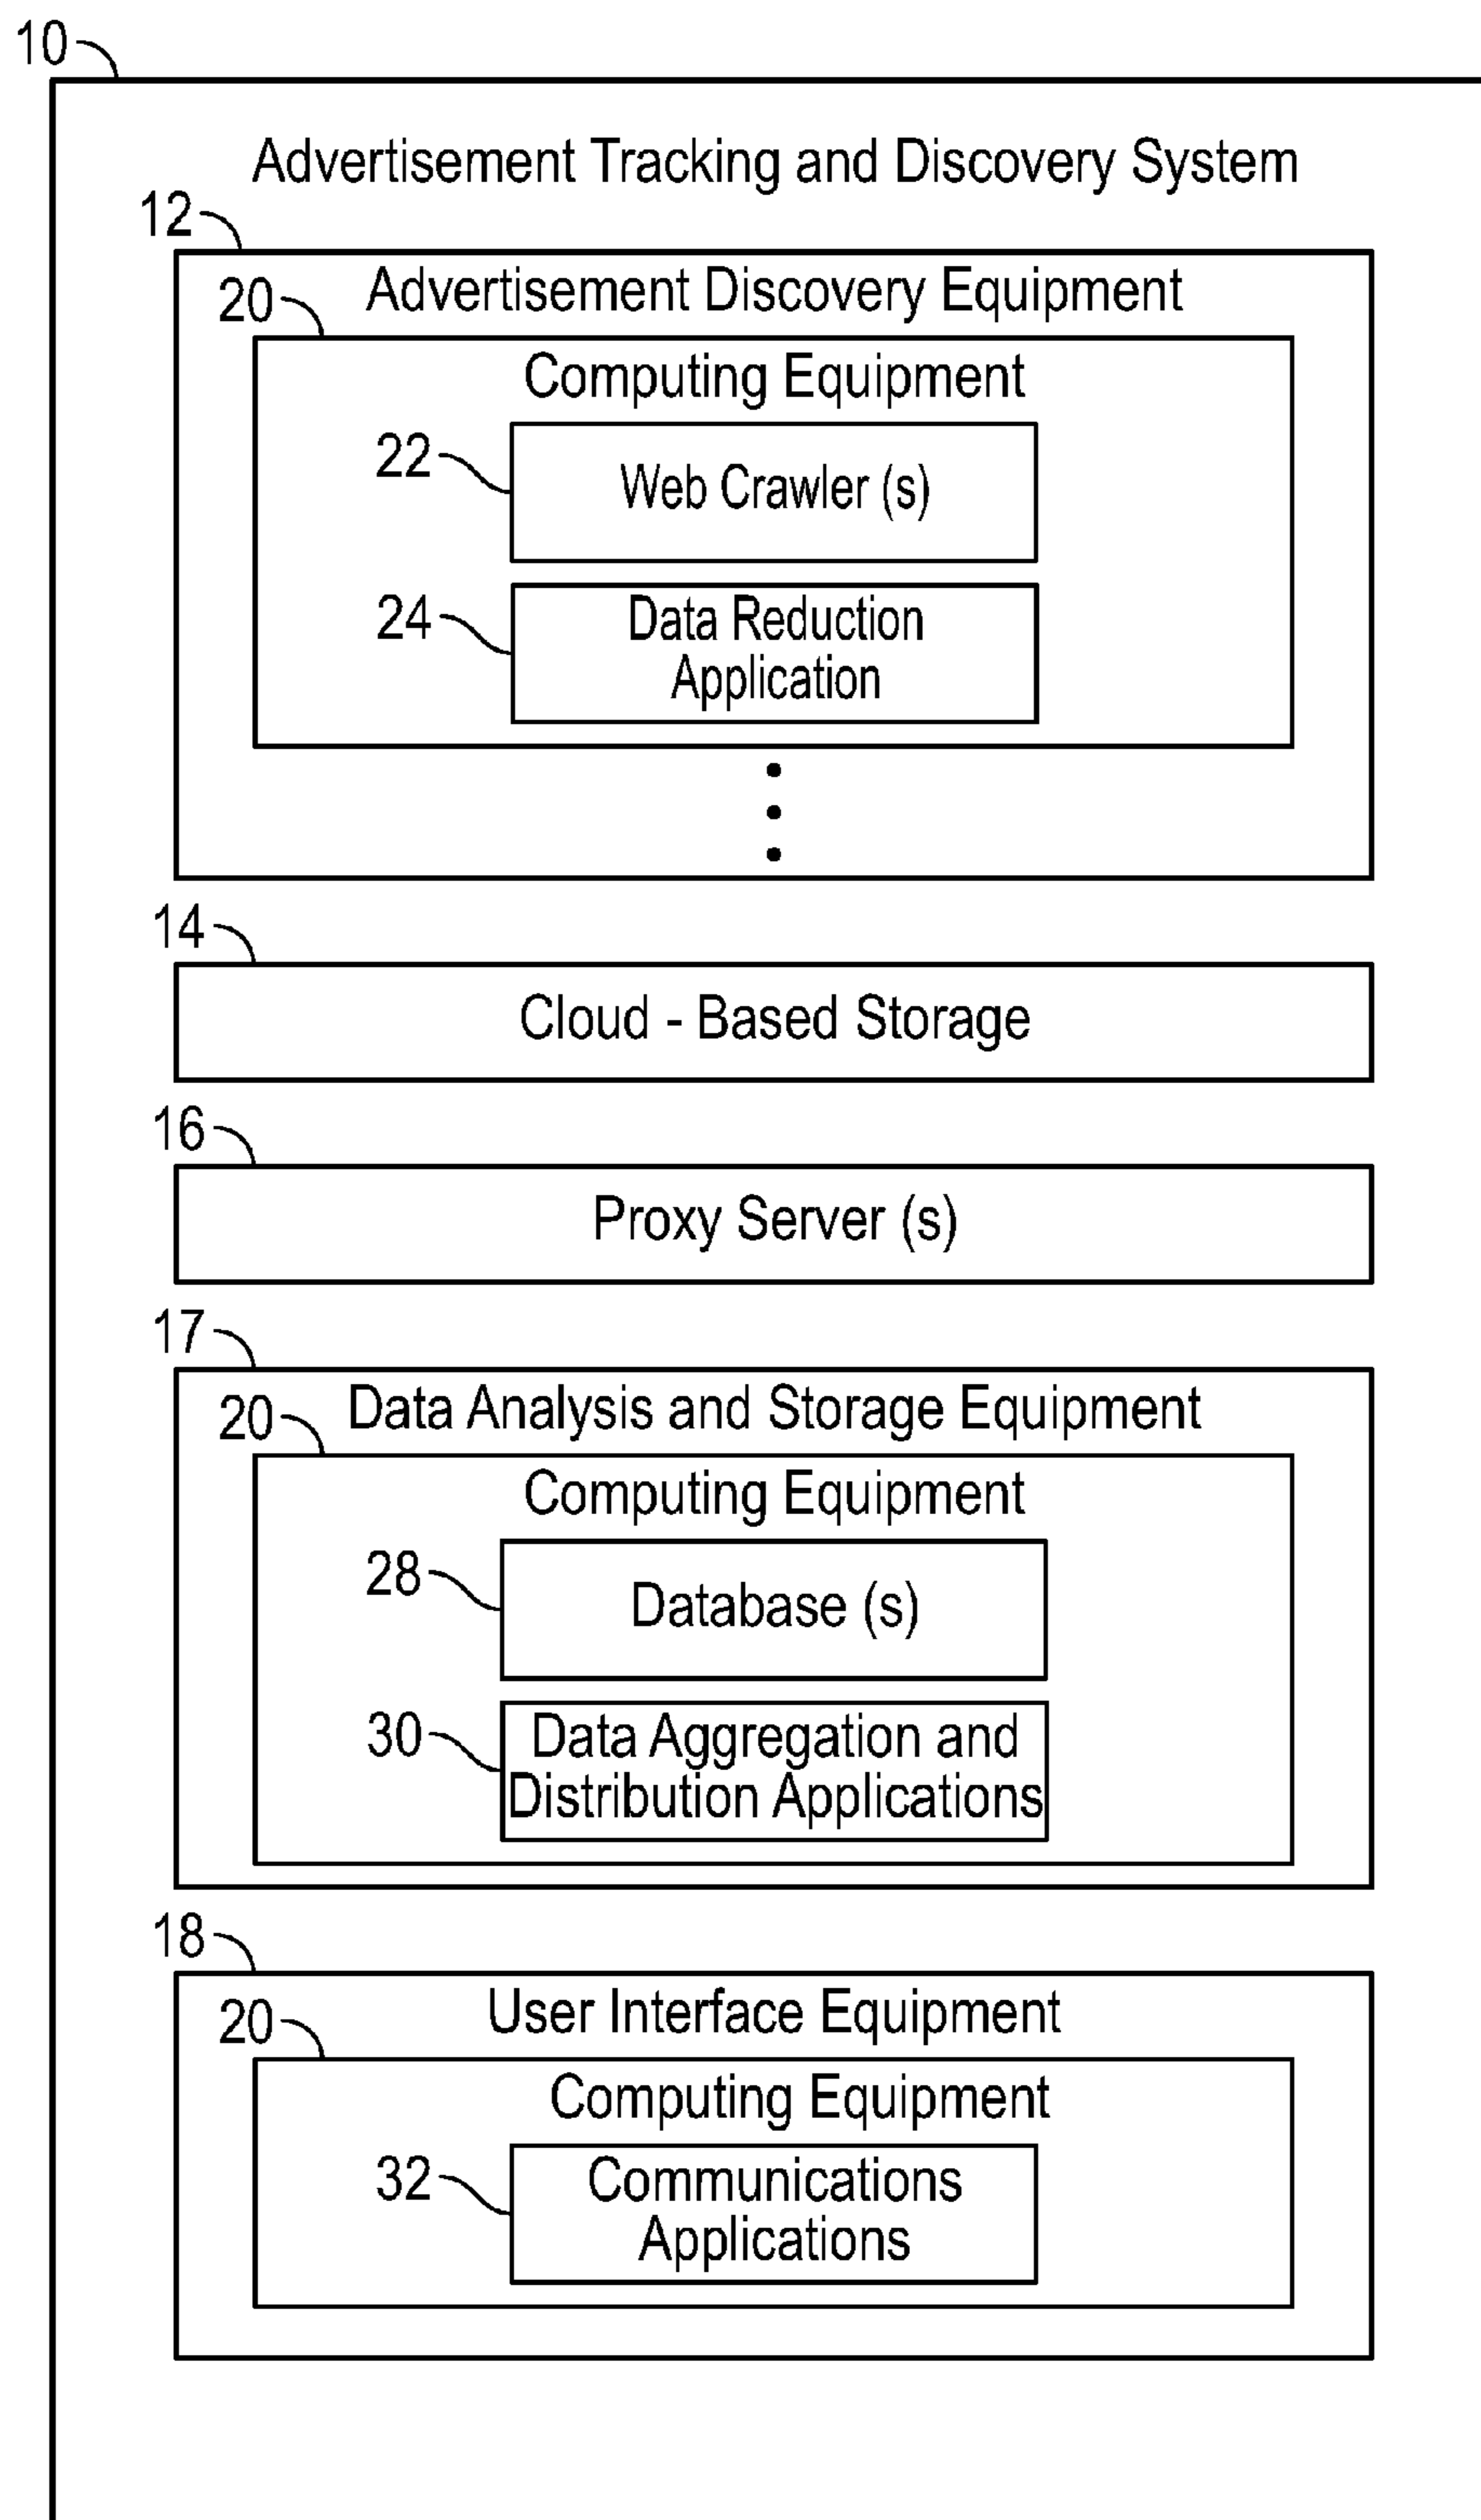 10
Advertisement Tracking and Discovery System
12
20
Advertisement Discovery Equipment
Computing Equipment
22
Web Crawler (s)
24
Data Reduction
Application
14
Cloud - Based Storage
16
Proxy Server (s)
17
20
Data Analysis and Storage Equipment
Computing Equipment
28
Database (s)
30
Data Aggregation and
Distribution Applications
18
20
User Interface Equipment
Computing Equipment
32
Communications
Applications